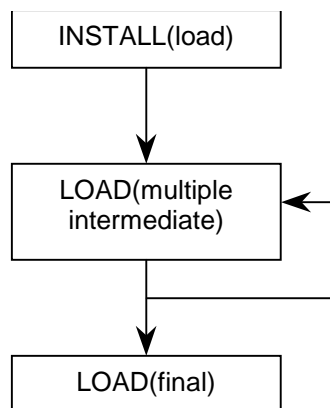 INSTALL(load)
LOAD(multiple
intermediate)
LOAD(final)